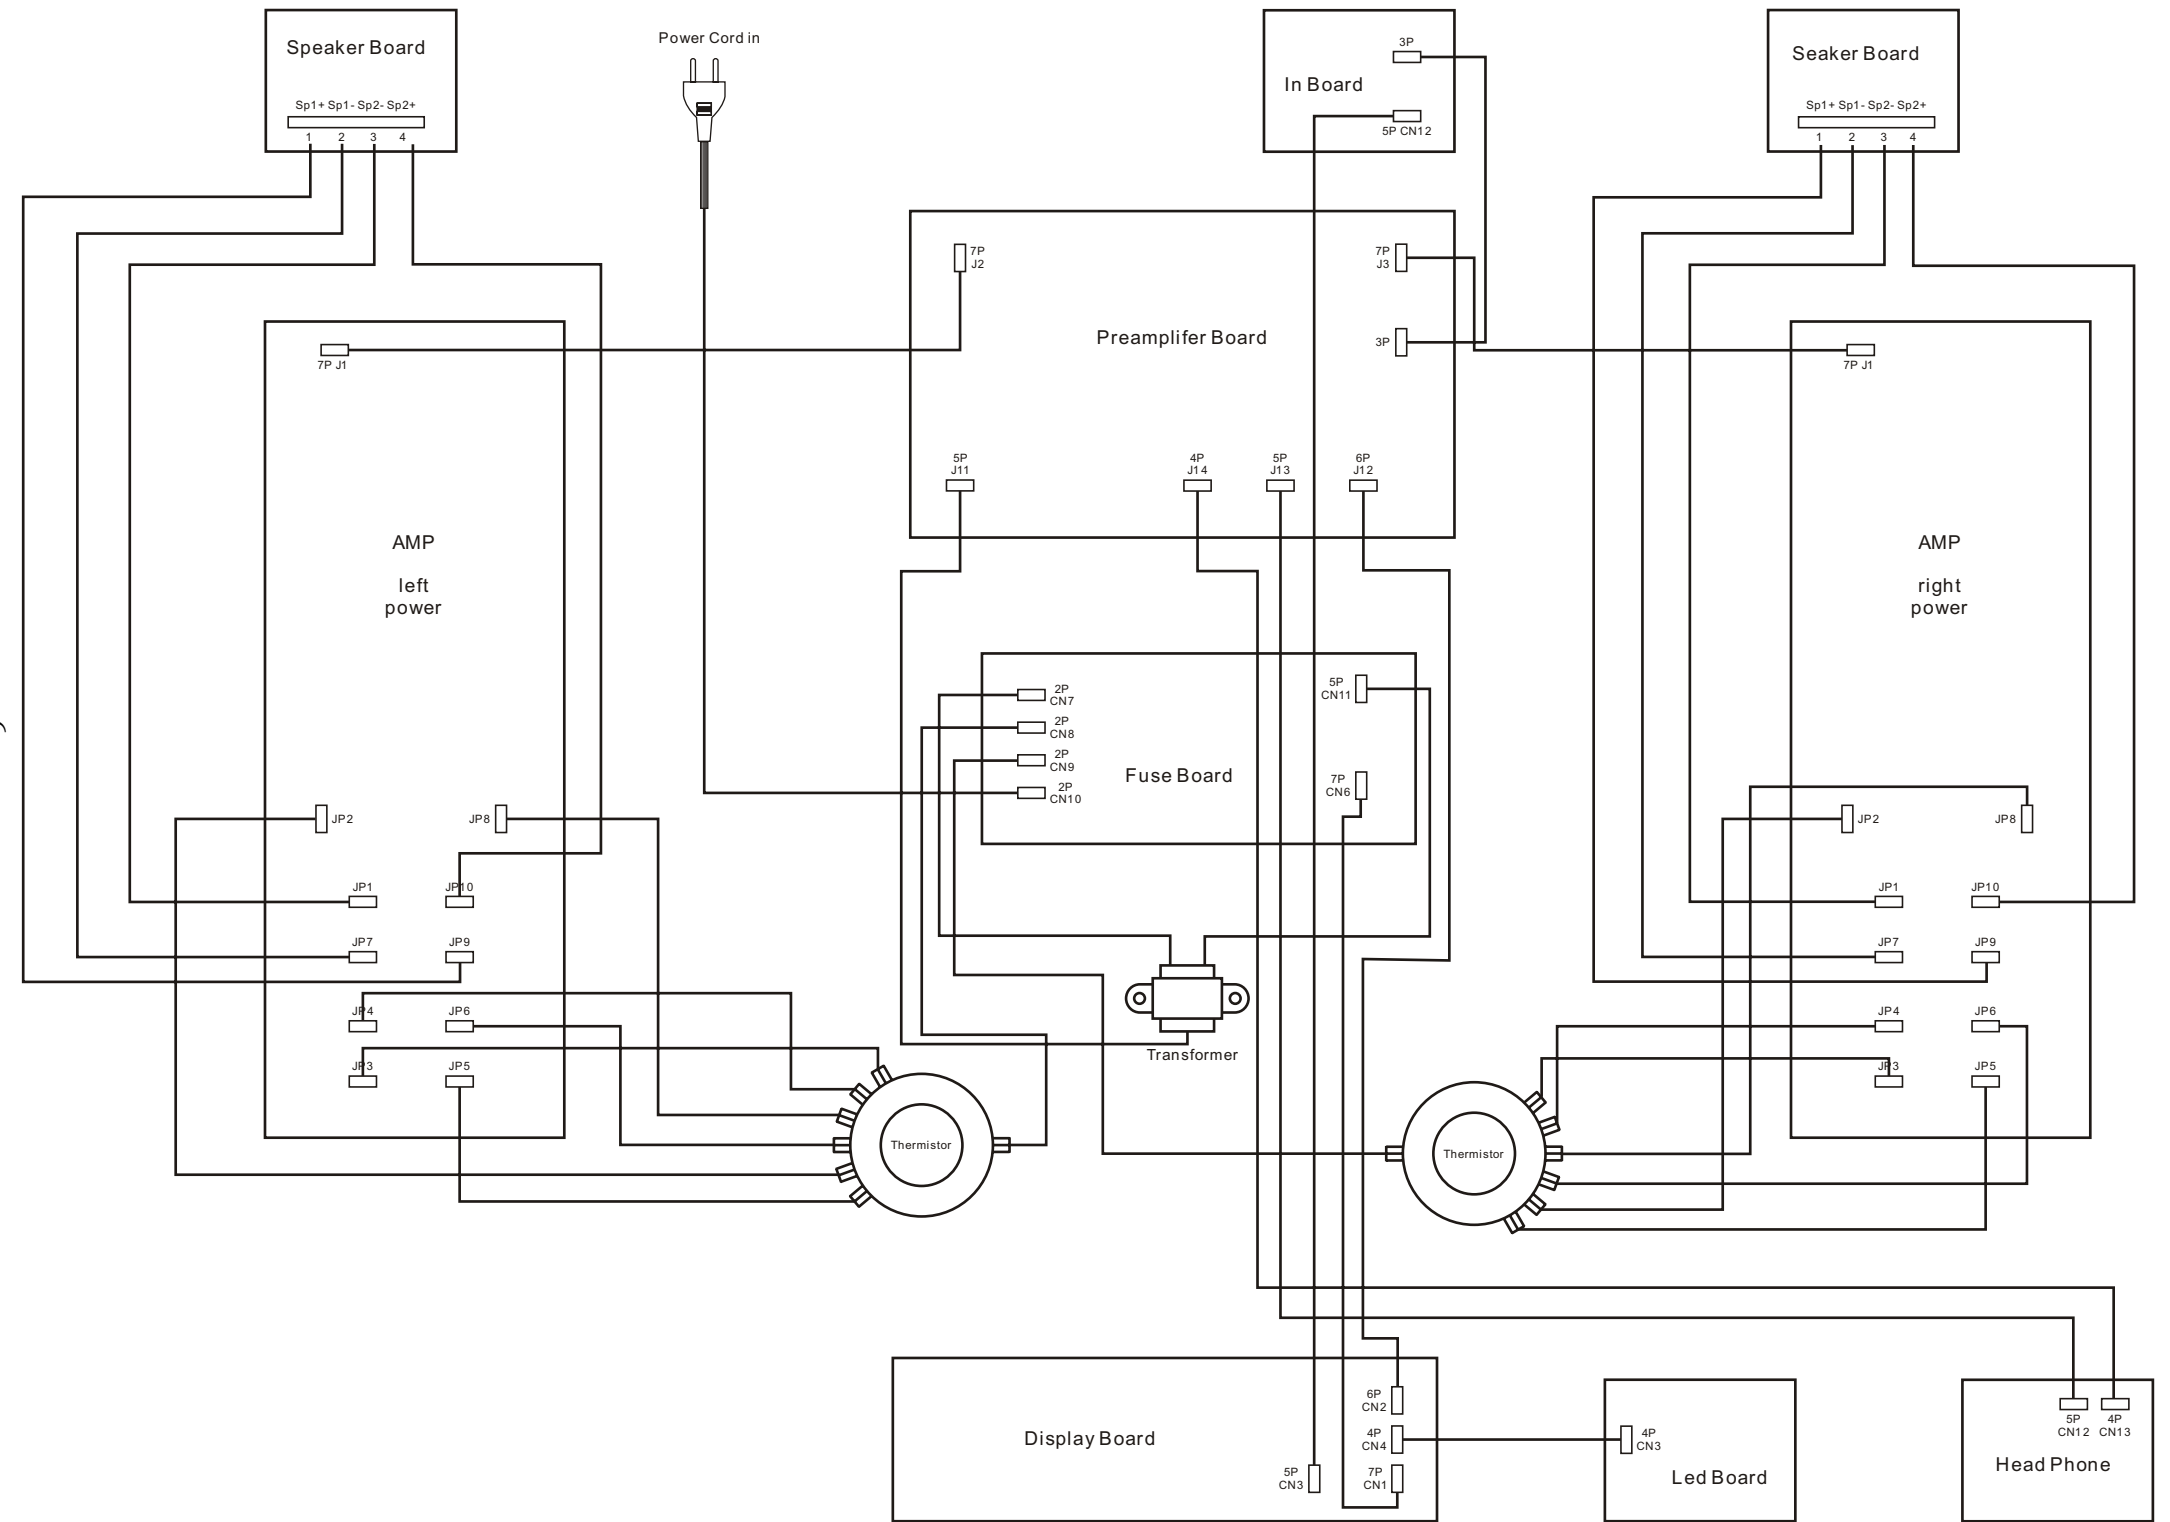 Speaker Board
Sp1+ Sp1- Sp2- Sp2+
1 2 3 4
Power Cord in
3P
In Board
5P CN12
Seaker Board
Sp1+ Sp1- Sp2- Sp2+
1 2 3 4
7P
J2
7P
J3
Preamplifer Board
3P
5P
J11
4P
J14
5P
J13
6P
J12
7P J1
AMP
left
power
JP2
JP8
JP1
JP10
JP7
JP9
JP4
JP6
JP3
JP5
2P
CN7
2P
CN8
2P
CN9
2P
CN10
5P
CN11
Fuse Board
7P
CN6
Transformer
Thermistor
Thermistor
7P J1
AMP
right
power
JP2
JP8
JP1
JP10
JP7
JP9
JP4
JP6
JP3
JP5
Display Board
6P
CN2
4P
CN4
5P
CN3
7P
CN1
4P
CN3
Led Board
5P
CN12
4P
CN13
Head Phone